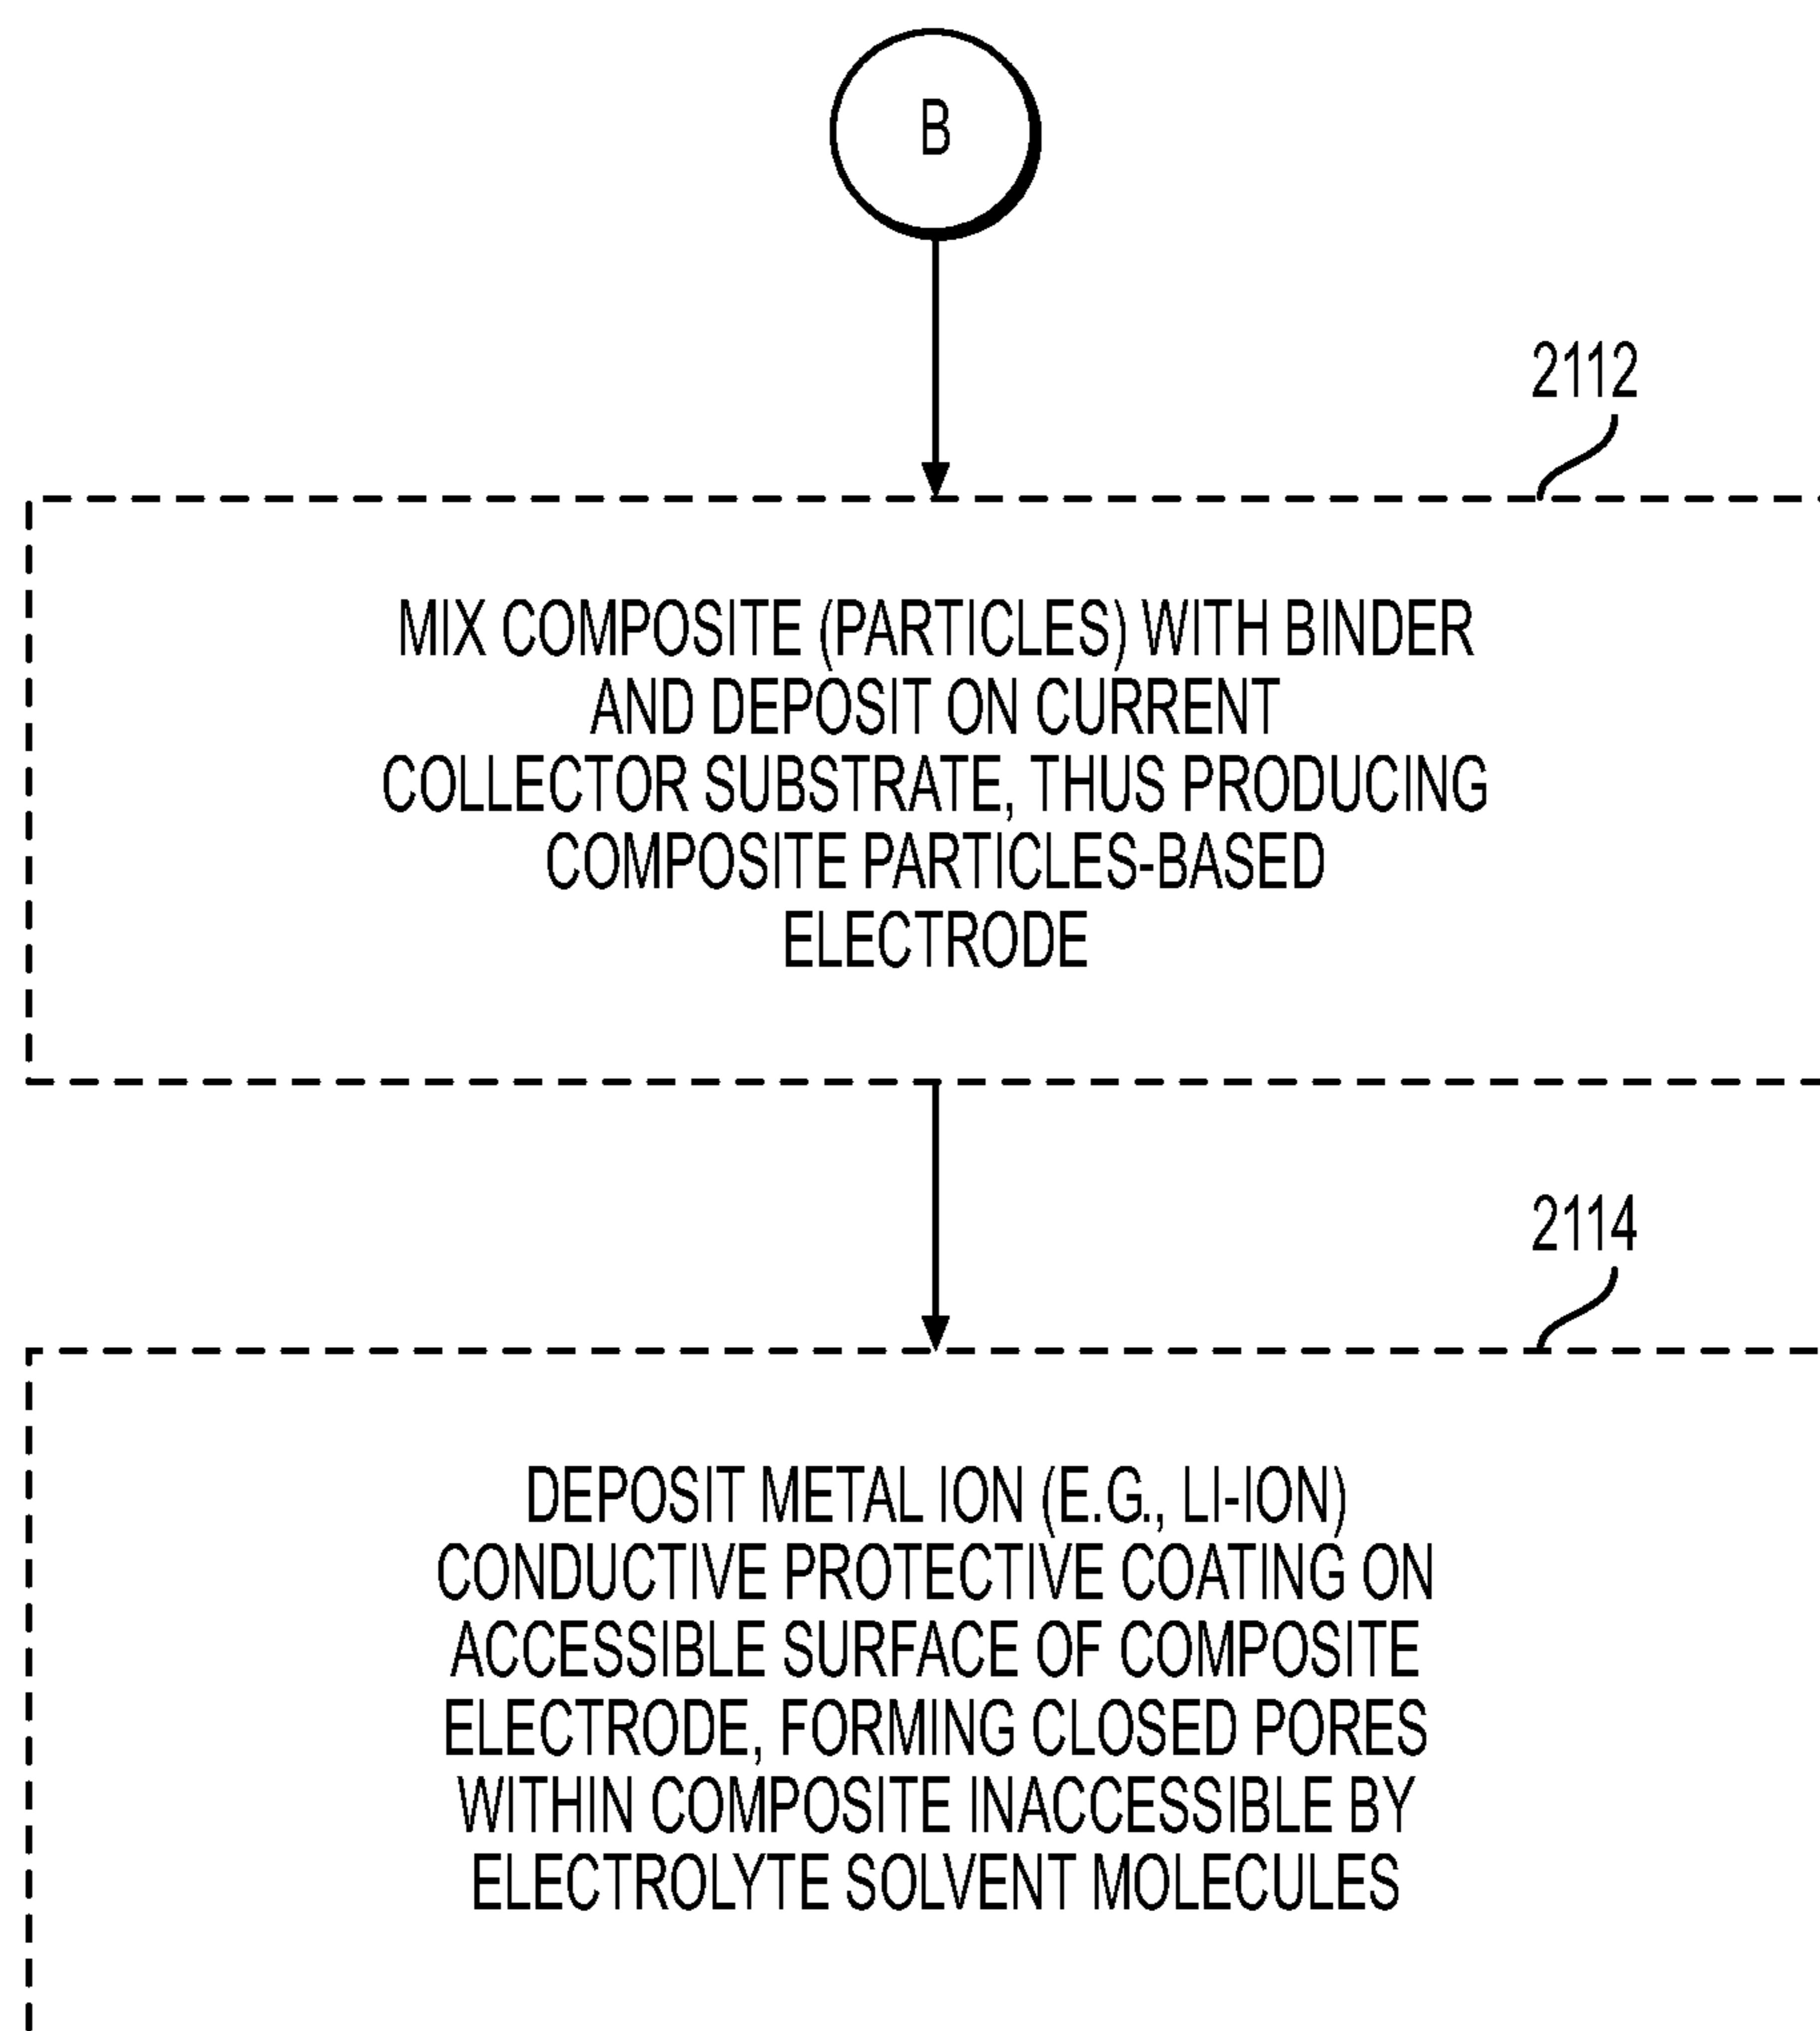 B
2112
MIX COMPOSITE (PARTICLES) WITH BINDER
AND DEPOSIT ON CURRENT
COLLECTOR SUBSTRATE, THUS PRODUCING
COMPOSITE PARTICLES-BASED
ELECTRODE
2114
DEPOSIT METAL ION (E.G., LI-ION)
CONDUCTIVE PROTECTIVE COATING ON
ACCESSIBLE SURFACE OF COMPOSITE
ELECTRODE, FORMING CLOSED PORES
WITHIN COMPOSITE INACCESSIBLE BY
ELECTROLYTE SOLVENT MOLECULES